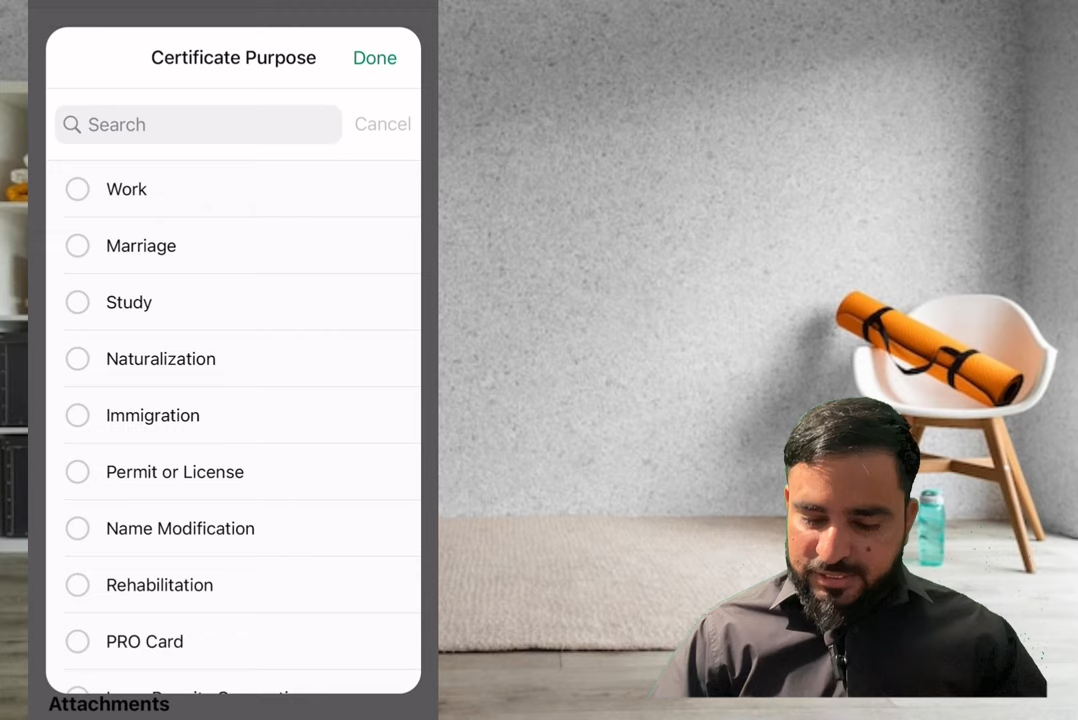 Certificate Purpose
Done
Search
Cancel
Work
Marriage
Study
Naturalization
Immigration
Permit or License
Name Modification
Rehabilitation
PRO Card
Attachments